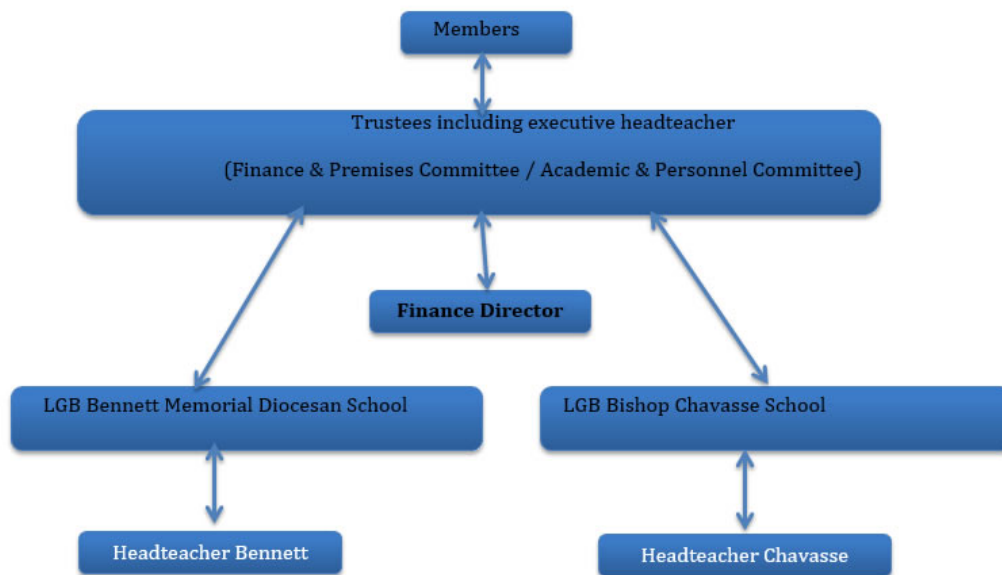 Members
Trustees including executive headteacher
(Finance & Premises Committee / Academic & Personnel Committee)
Finance Director
LGB Bennett Memorial Diocesan School
LGB Bishop Chavasse School
Headteacher Bennett
Headteacher Chavasse